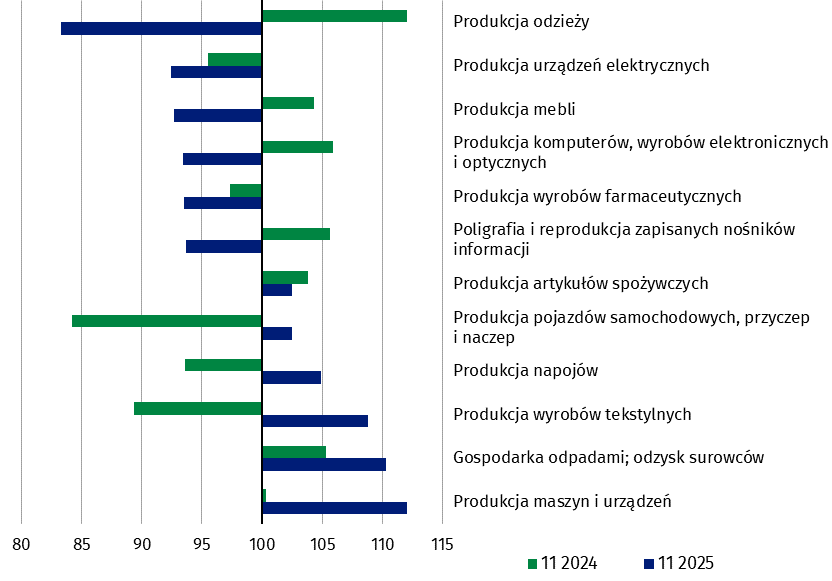 Produkcja odzieży
Produkcja urządzeń elektrycznych
Produkcja mebli
Produkcja komputerów, wyrobów elektronicznych
i optycznych
Produkcja wyrobów farmaceutycznych
Poligrafia i reprodukcja zapisanych nośników
informacji
Produkcja artykułów spożywczych
Produkcja pojazdów samochodowych, przyczep
i naczep
Produkcja napojów
Produkcja wyrobów tekstylnych
Gospodarka odpadami; odzysk surowców
Produkcja maszyn i urządzeń
80 85 90 95 100 105 110 115
11 2024 11 2025